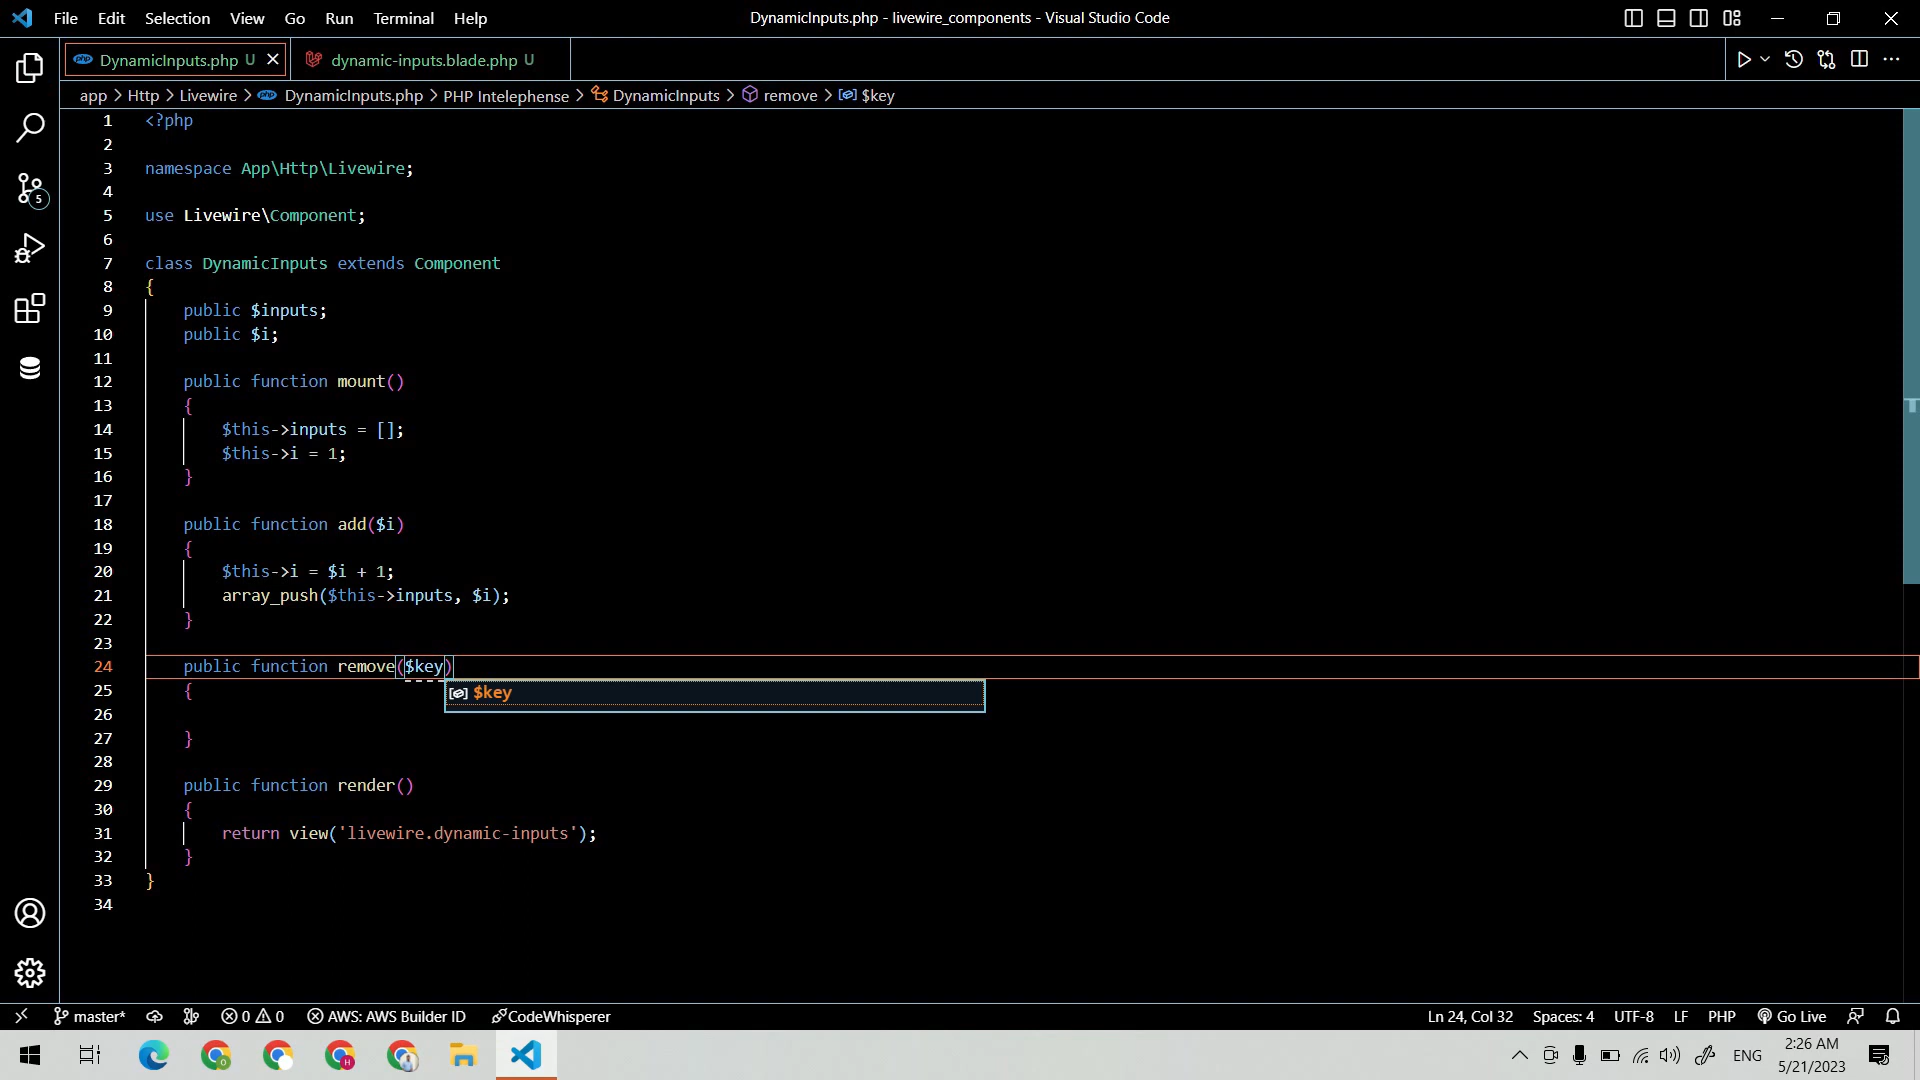 File Edit Selection View Go Run Terminal Help DynamicInputs.php - livewire_components - Visual Studio Code
DynamicInputs.php U dynamic-inputs.blade.php U
app > Http > Livewire > DynamicInputs.php > PHP Intelephense > DynamicInputs > remove > $key
1 <?php
2
3 namespace App\Http\Livewire;
4
5 use Livewire\Component;
6
7 class DynamicInputs extends Component
8 {
9 public $inputs;
10 public $i;
11
12 public function mount()
13 {
14 $this->inputs = [];
15 $this->i = 1;
16 }
17
18 public function add($i)
19 {
20 $this->i = $i + 1;
21 array_push($this->inputs, $i);
22 }
23
24 public function remove($key)
25 {
$key
26
27 }
28
29 public function render()
30 {
31 return view('livewire.dynamic-inputs');
32 }
33 }
34
5
master* 0 0 AWS: AWS Builder ID CodeWhisperer Ln 24, Col 32 Spaces: 4 UTF-8 LF PHP Go Live
ENG 2:26 AM
5/21/2023